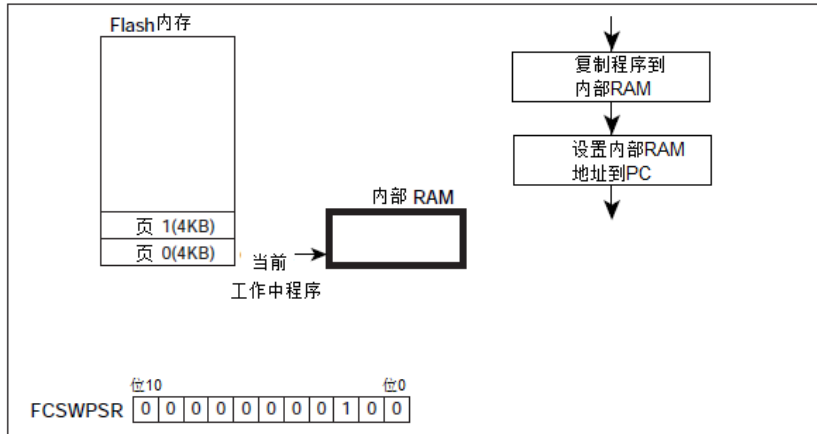 Flash内存
页 1(4KB)
页 0(4KB)
当前
工作中程序
内部 RAM
复制程序到
内部RAM
设置内部RAM
地址到PC
位10
位0
FCSWPSR 0 0 0 0 0 0 0 0 1 0 0